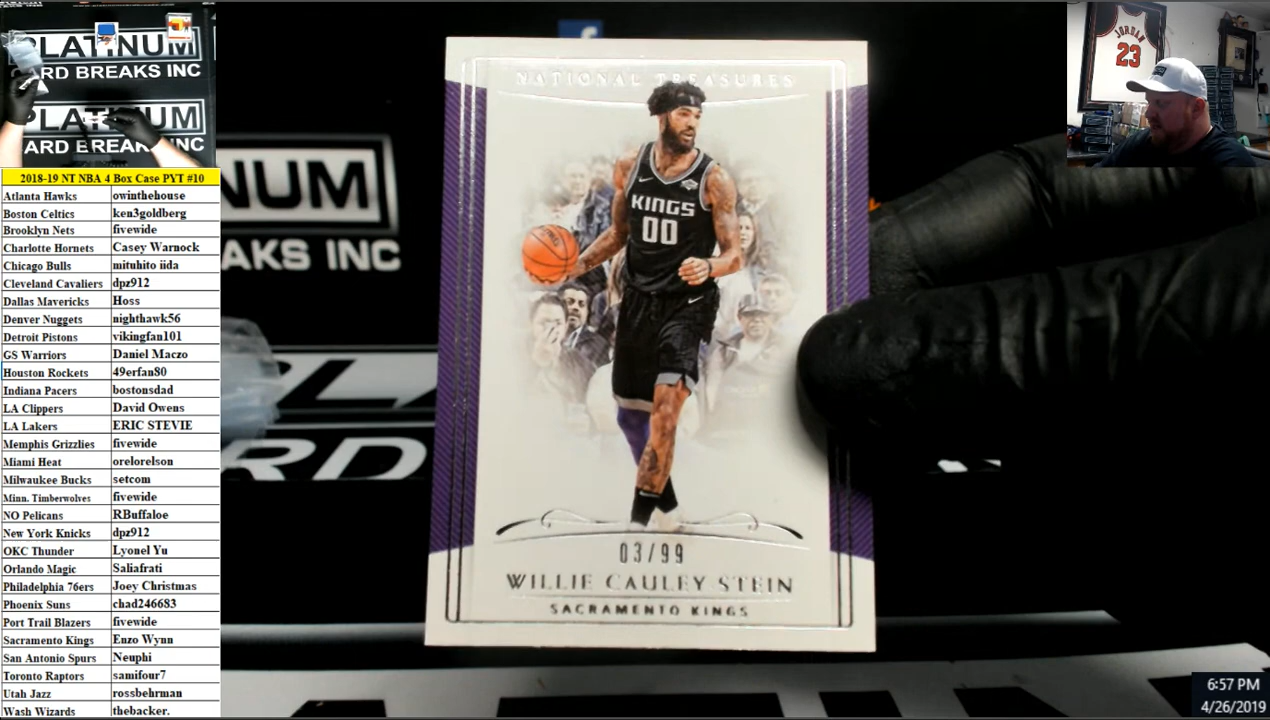 PLATINUM
ARD BREAKS INC
PLATINUM
ARD BREAKS INC
2018-19 NT NBA 4 Box Case PYT #10
Atlanta Hawks owinthehouse
Boston Celtics ken3goldberg
Brooklyn Nets fivewide
Charlotte Hornets Casey Warnock
Chicago Bulls mituhito iida
Cleveland Cavaliers dpz912
Dallas Mavericks Hoss
Denver Nuggets nighthawk56
Detroit Pistons vikingfan101
GS Warriors Daniel Maczo
Houston Rockets 49erfan80
Indiana Pacers bostonsdad
LA Clippers David Owens
LA Lakers ERIC STEVIE
Memphis Grizzlies fivewide
Miami Heat orelorelson
Milwaukee Bucks setcom
Minn. Timberwolves fivewide
NO Pelicans RBuffaloe
New York Knicks dpz912
OKC Thunder Lyonel Yu
Orlando Magic Saliafrati
Philadelphia 76ers Joey Christmas
Phoenix Suns chad246683
Port Trail Blazers fivewide
Sacramento Kings Enzo Wynn
San Antonio Spurs Neuphi
Toronto Raptors samifour7
Utah Jazz rossbehrman
Wash Wizards thebacker.
NUM
AKS INC
RD
NATIONAL TREASURES
KINGS
00
03/99
WILLIE CAULEY STEIN
SACRAMENTO KINGS
JORDAN
23
6:57 PM
4/26/2019